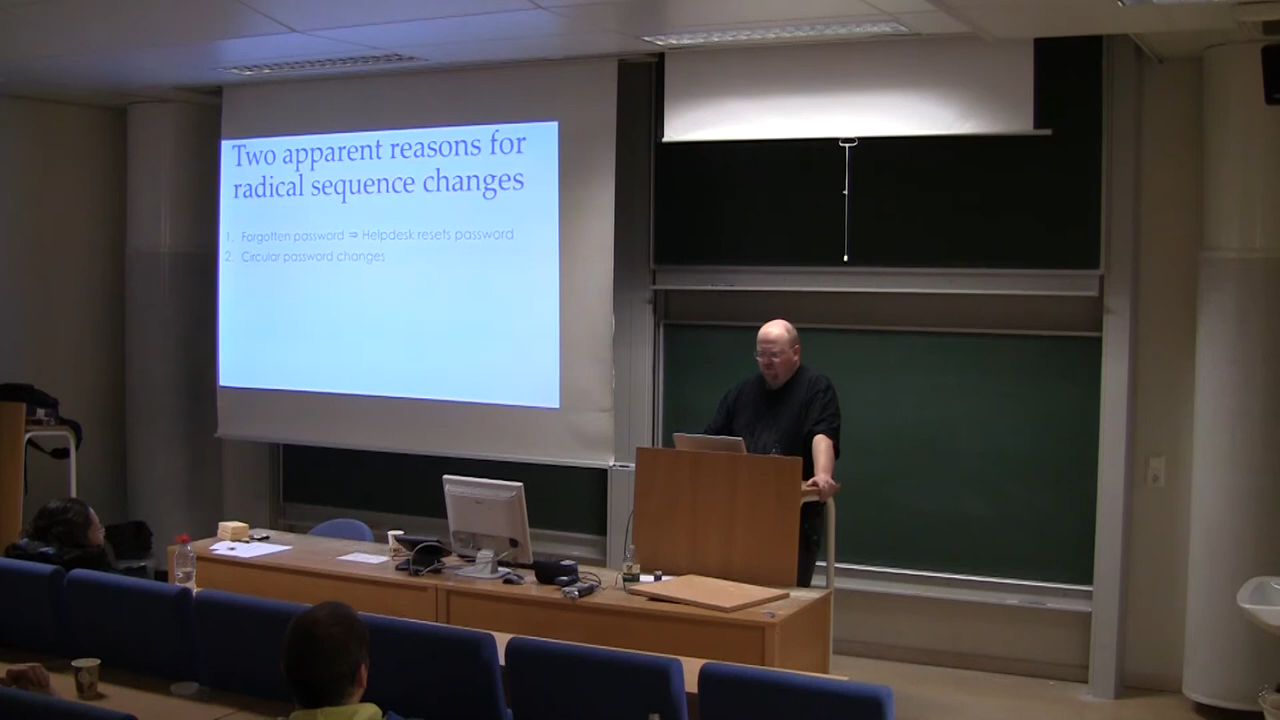 Two apparent reasons for
radical sequence changes
1. Forgotten password ⇒ Helpdesk resets password
2. Circular password changes